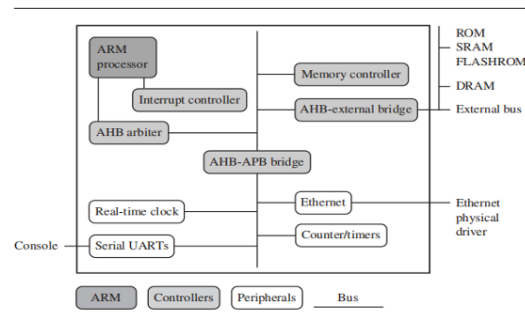 ROM
SRAM
FLASHROM
DRAM
External bus
ARM
processor
Interrupt controller
AHB arbiter
Memory controller
AHB-external bridge
AHB-APB bridge
Real-time clock
Console
Serial UARTs
Ethernet
Counter/timers
Ethernet
physical
driver
ARM
Controllers
Peripherals
Bus